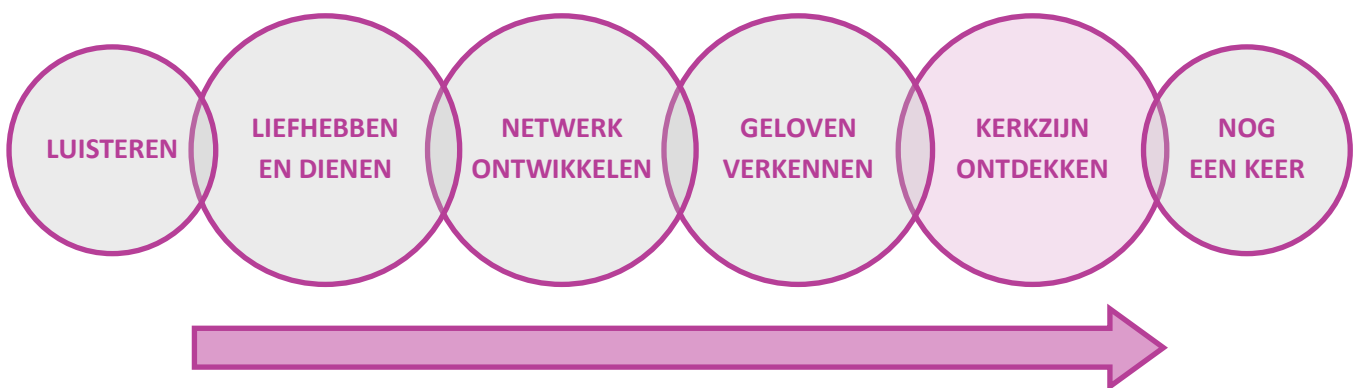 LUISTEREN
LIEFHEBBEN
EN DIENEN
NETWERK
ONTWIKKELEN
GELOVEN
VERKENNEN
KERKZIJN
ONTDEKKEN
NOG
EEN KEER